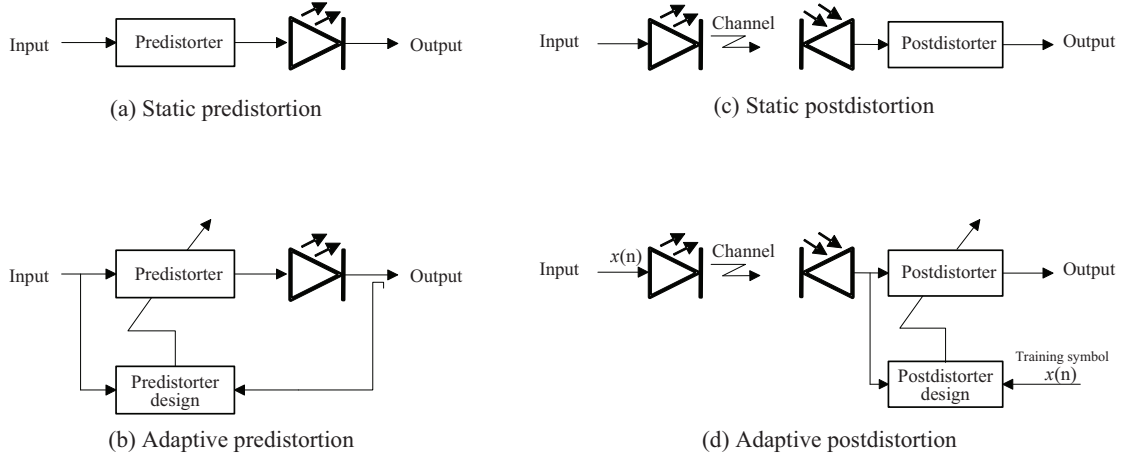 Input
Predistorter
Output
(a) Static predistortion
Input
Channel
Postdistorter
Output
(c) Static postdistortion
Input
Predistorter
Output
Predistorter
design
(b) Adaptive predistortion
Input
x(n)
Channel
Postdistorter
Output
Postdistorter
design
Training symbol
x(n)
(d) Adaptive postdistortion